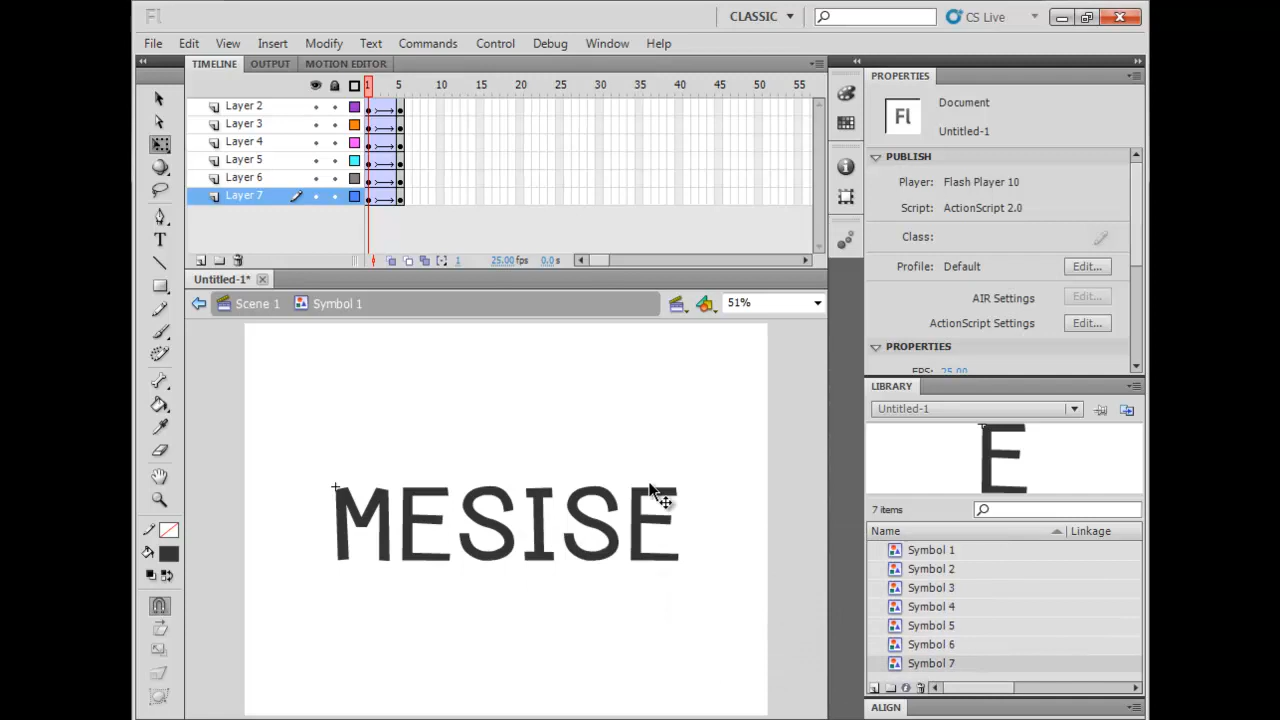 Fl CLASSIC CS Live
File Edit View Insert Modify Text Commands Control Debug Window Help
TIMELINE OUTPUT MOTION EDITOR
1 5 10 15 20 25 30 35 40 45 50 55
Layer 2
Layer 3
Layer 4
Layer 5
Layer 6
Layer 7
1 25.00 fps 0.0 s
Untitled-1*
Scene 1 Symbol 1 51%
MESISE
PROPERTIES
Fl
Document
Untitled-1
PUBLISH
Player: Flash Player 10
Script: ActionScript 2.0
Class:
Profile: Default Edit...
AIR Settings Edit...
ActionScript Settings Edit...
PROPERTIES
FPS: 25.00
LIBRARY
Untitled-1
E
7 items
Name Linkage
Symbol 1
Symbol 2
Symbol 3
Symbol 4
Symbol 5
Symbol 6
Symbol 7
ALIGN